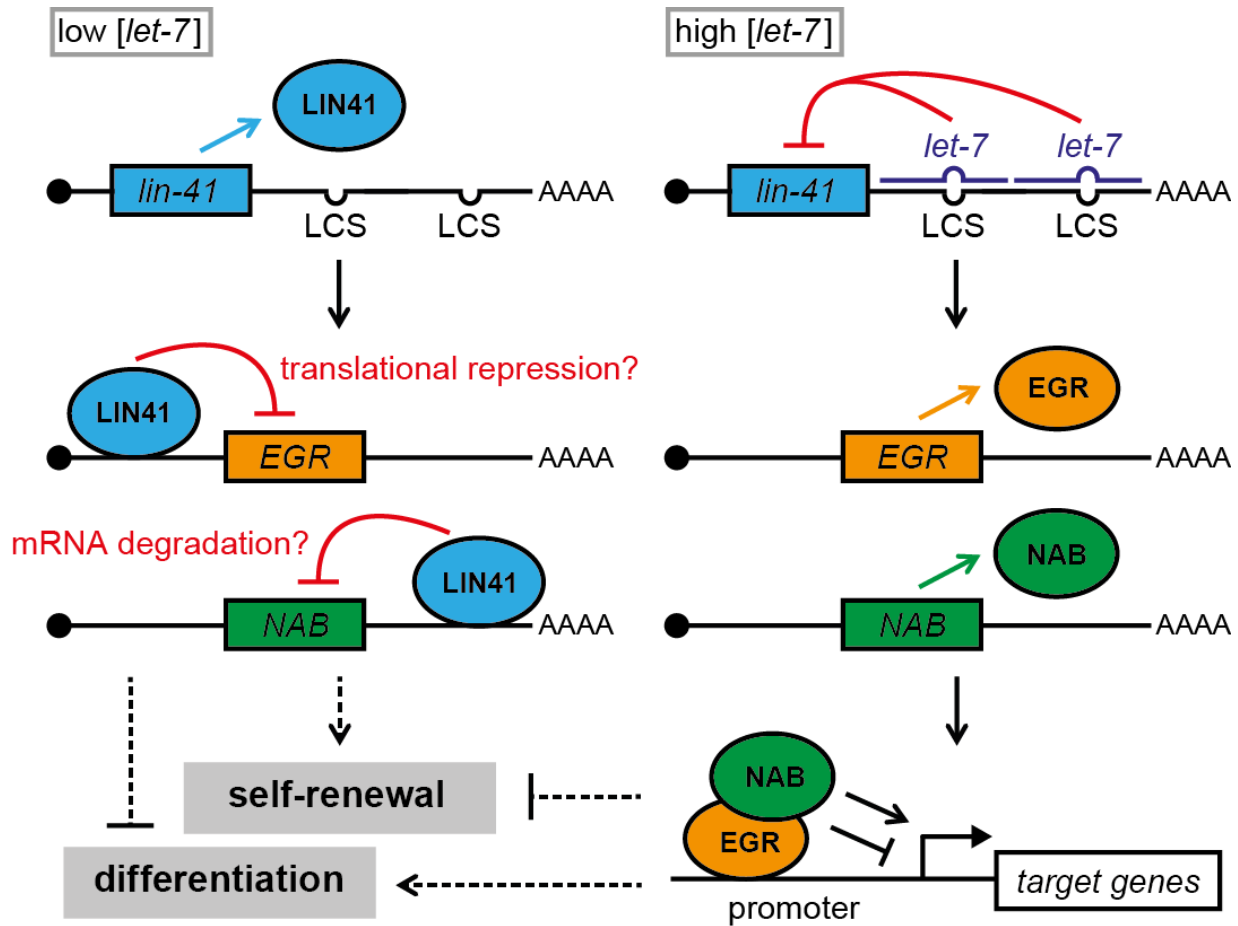 low [let-7]
high [let-7]
LIN41
lin-41
LCS
LCS
AAAA
let-7
let-7
lin-41
LCS
LCS
AAAA
translational repression?
LIN41
EGR
AAAA
EGR
EGR
AAAA
mRNA degradation?
LIN41
NAB
AAAA
NAB
NAB
AAAA
self-renewal
differentiation
NAB
EGR
promoter
target genes